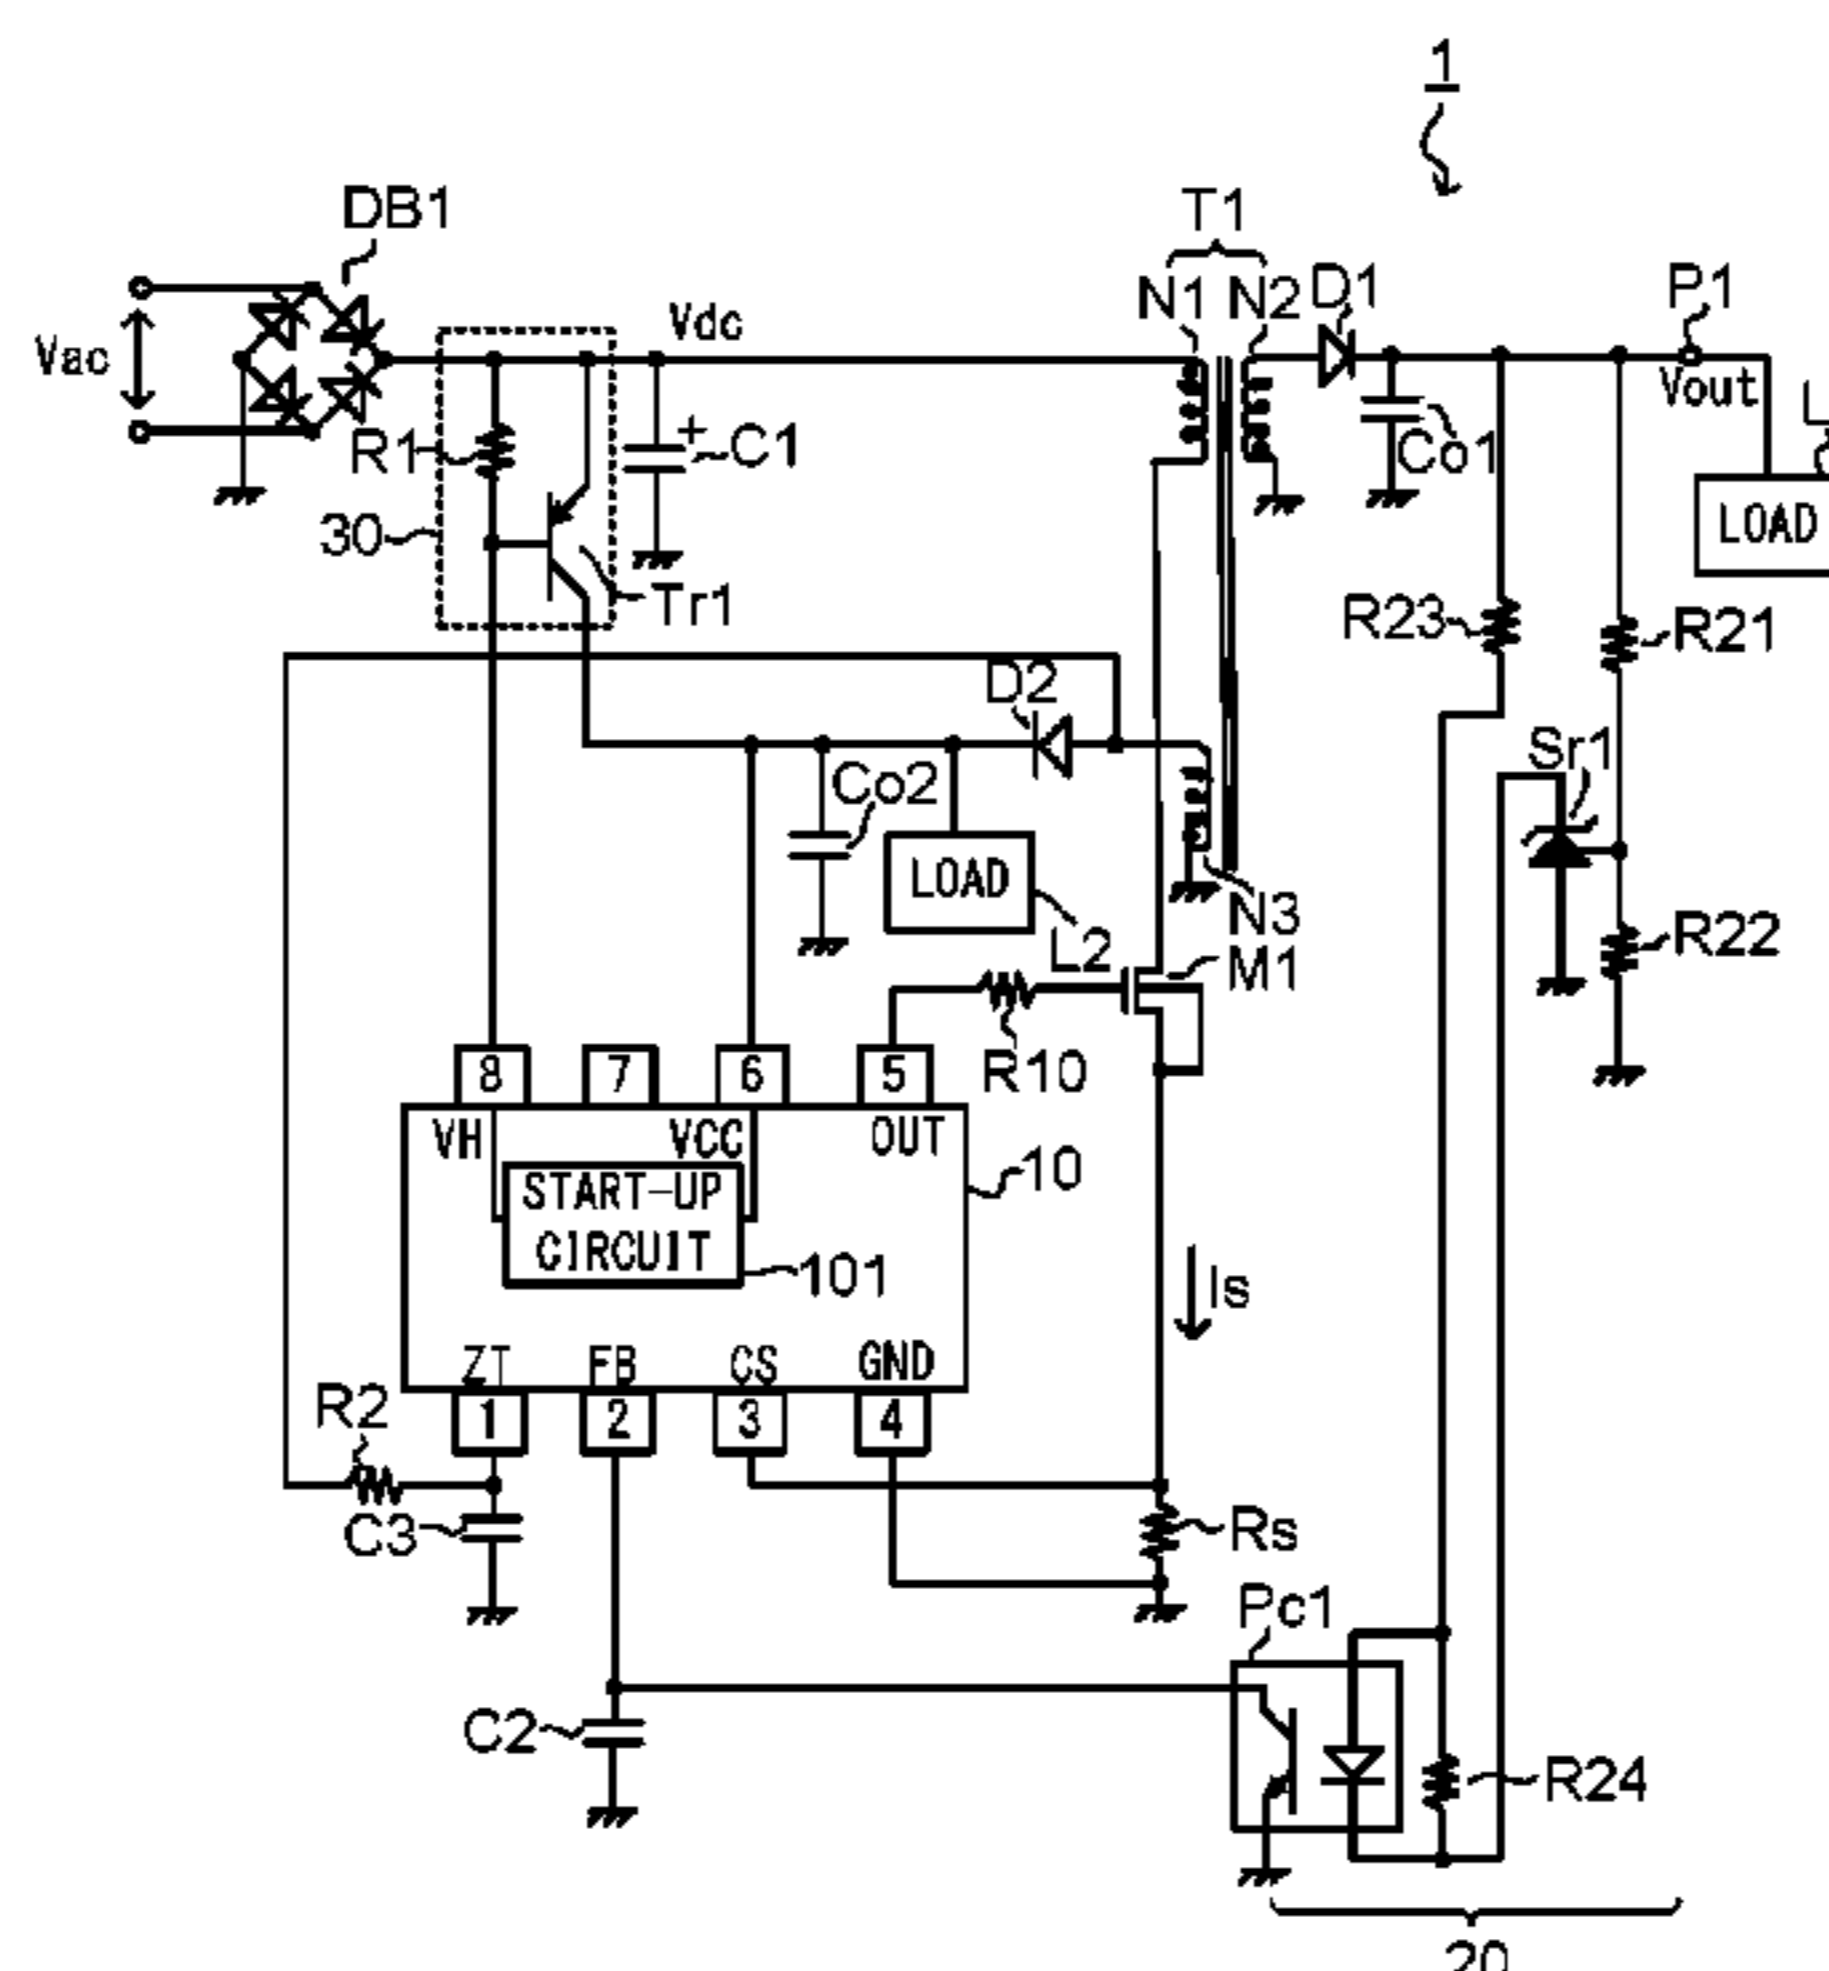 1
DB1
T1
N1
N2
D1
P1
Vac
Vdc
Vout
R1
+
C1
Co1
L
LOAD
30
Tr1
R23
R21
D2
Sr1
Co2
LOAD
N3
R22
L2
M1
8
7
6
5
R10
VH
VCC
OUT
START-UP
CIRCUIT
10
101
Is
ZT
FB
CS
GND
R2
1
2
3
4
C3
Rs
Pc1
C2
R24
20